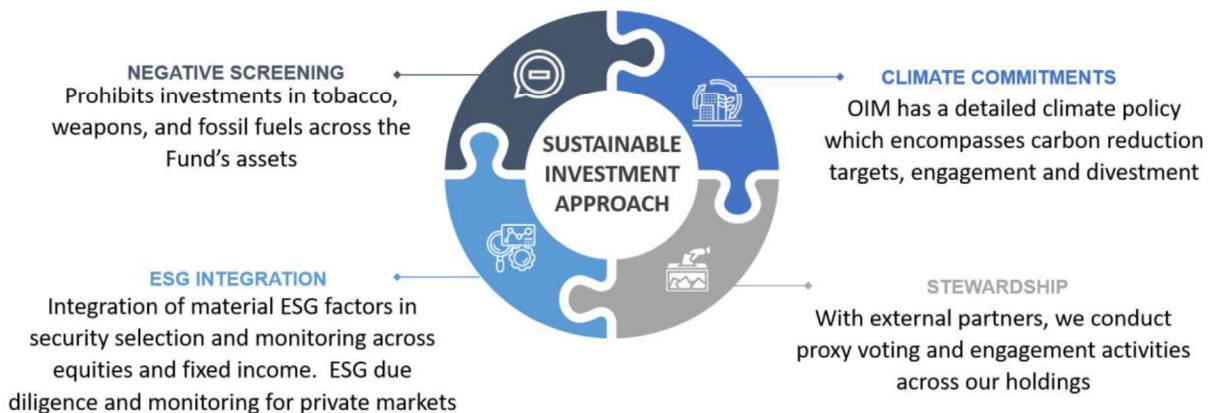 NEGATIVE SCREENING
Prohibits investments in tobacco,
weapons, and fossil fuels across the
Fund's assets
SUSTAINABLE
INVESTMENT
APPROACH
CLIMATE COMMITMENTS
OIM has a detailed climate policy
which encompasses carbon reduction
targets, engagement and divestment
ESG INTEGRATION
Integration of material ESG factors in
security selection and monitoring across
equities and fixed income. ESG due
diligence and monitoring for private markets
STEWARDSHIP
With external partners, we conduct
proxy voting and engagement activities
across our holdings